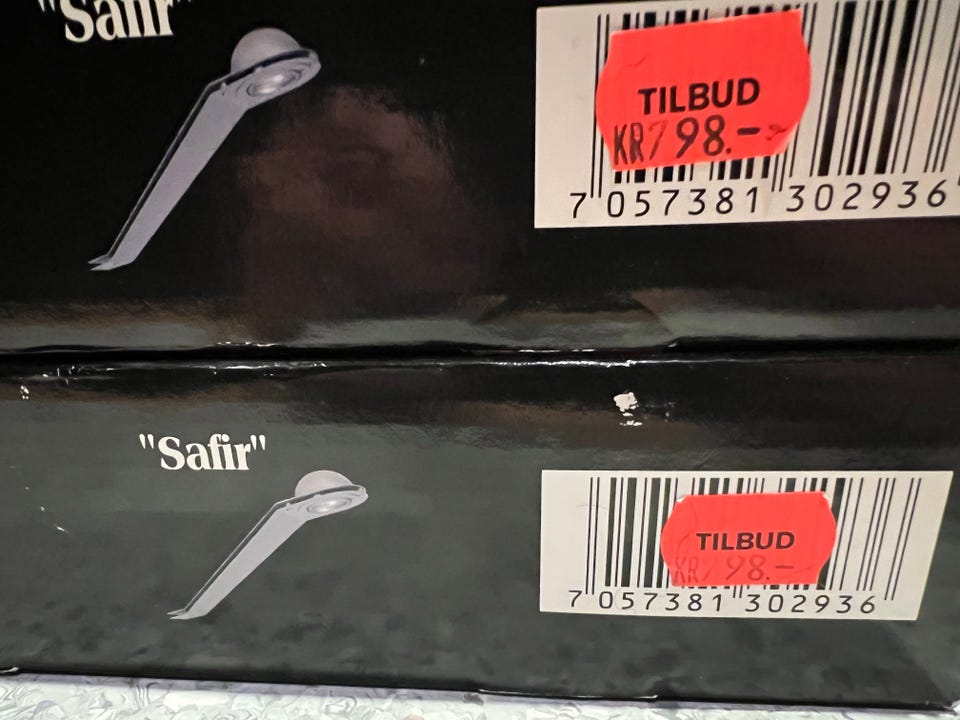 "Safir"
TILBUD
KR798.-
7 057381 302936
"Safir"
TILBUD
KR798.-
7 057381 302936